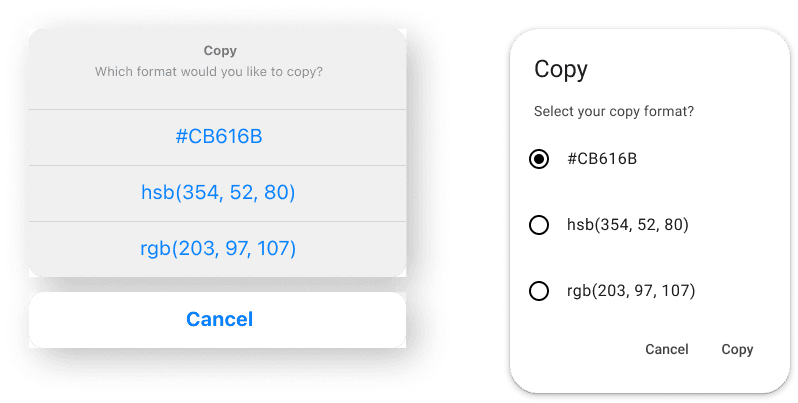 Copy
Which format would you like to copy?
#CB616B
hsb(354, 52, 80)
rgb(203, 97, 107)
Cancel
Copy
Select your copy format?
#CB616B
hsb(354, 52, 80)
rgb(203, 97, 107)
Cancel Copy